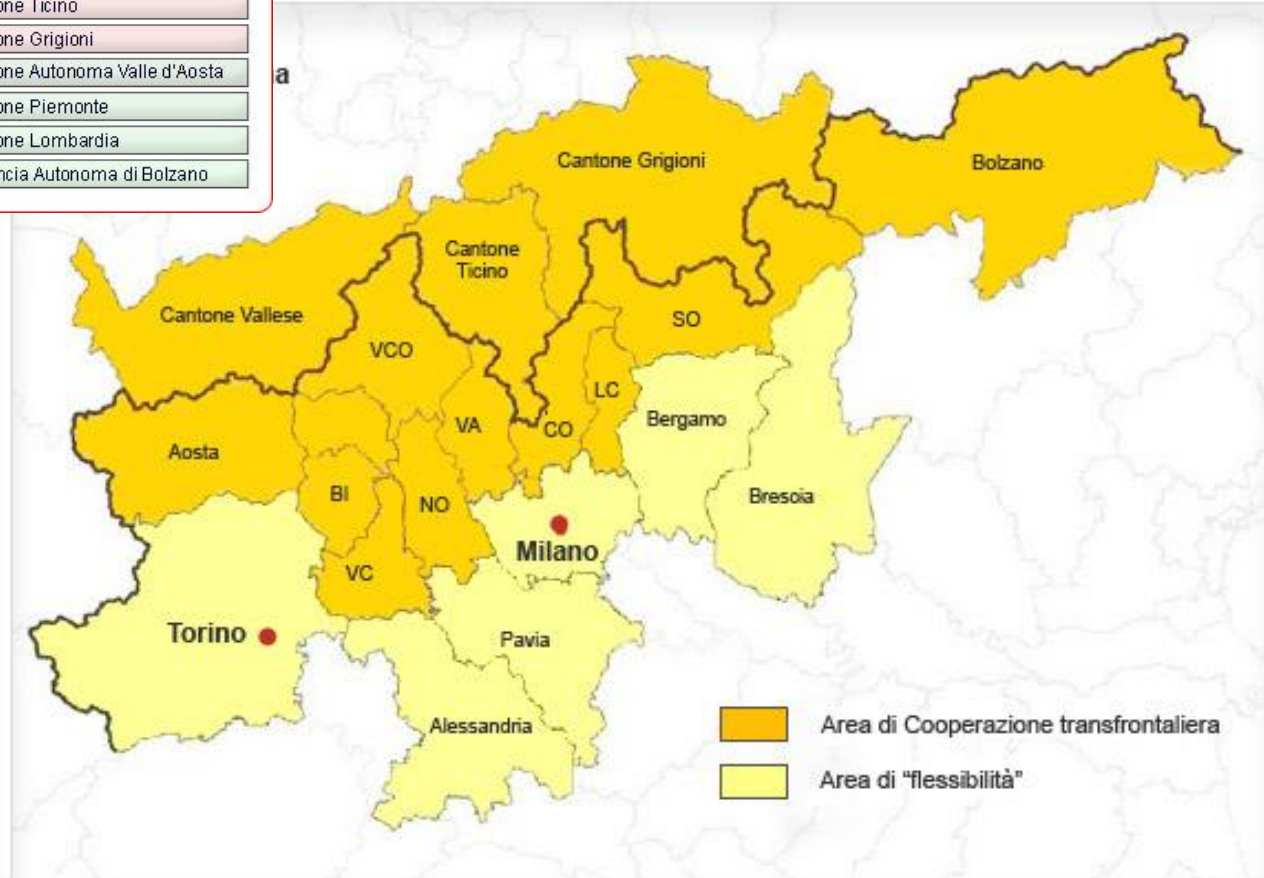 one Ticino
one Grigioni
one Autonoma Valle d'Aosta
one Piemonte
one Lombardia
ncia Autonoma di Bolzano
a
Cantone Grigioni
Bolzano
Cantone
Ticino
Cantone Vallese
SO
VCO
LC
Bergamo
VA
CO
Aosta
BI
NO
Brescia
Milano
VC
Torino
Pavia
Alessandria
Area di Cooperazione transfrontaliera
Area di "flessibilità"